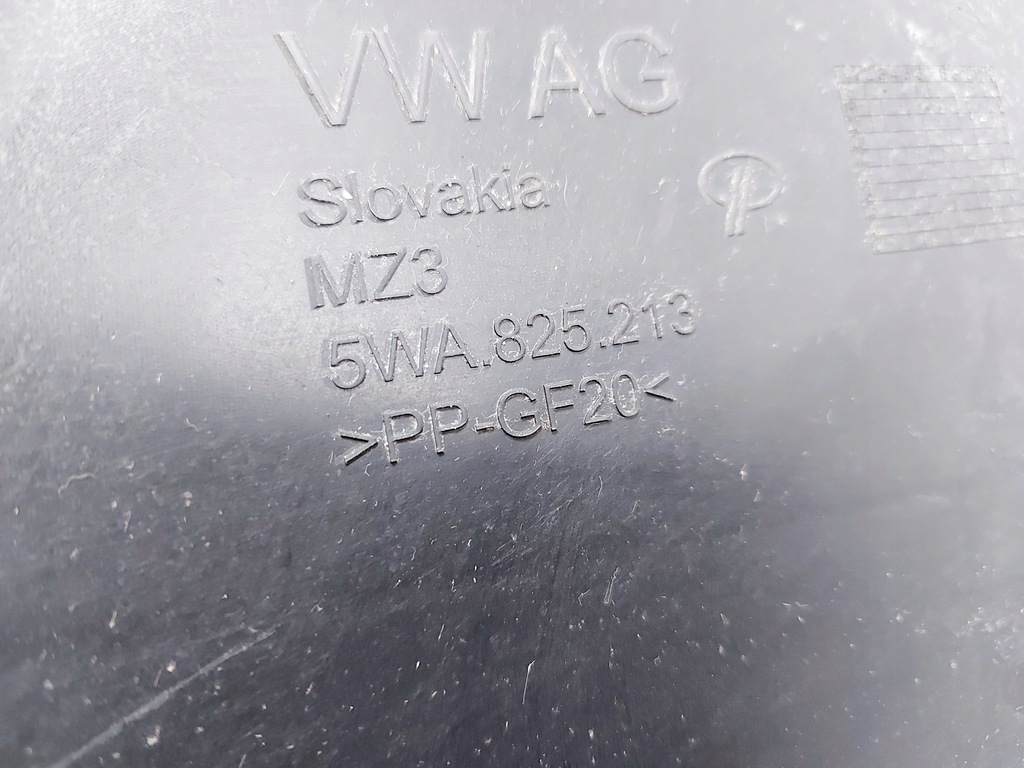 VW AG
Slovakia
MZ3
5WA.825.213
>PP-GF20<